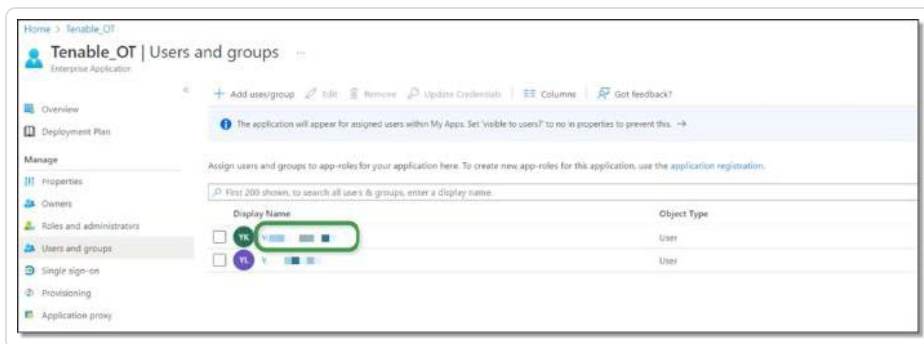 Home > Tenable_OT
Tenable_OT | Users and groups ...
Enterprise Application
«
+ Add user/group Edit Remove Update Credentials Columns Got feedback?
Overview
Deployment Plan
The application will appear for assigned users within My Apps. Set 'visible to users?' to no in properties to prevent this. →
Manage
Assign users and groups to app-roles for your application here. To create new app-roles for this application, use the application registration.
Properties
First 200 shown, to search all users & groups, enter a display name.
Owners
Display Name Object Type
Roles and administrators
YK Y User
Users and groups
YL Y User
Single sign-on
Provisioning
Application proxy